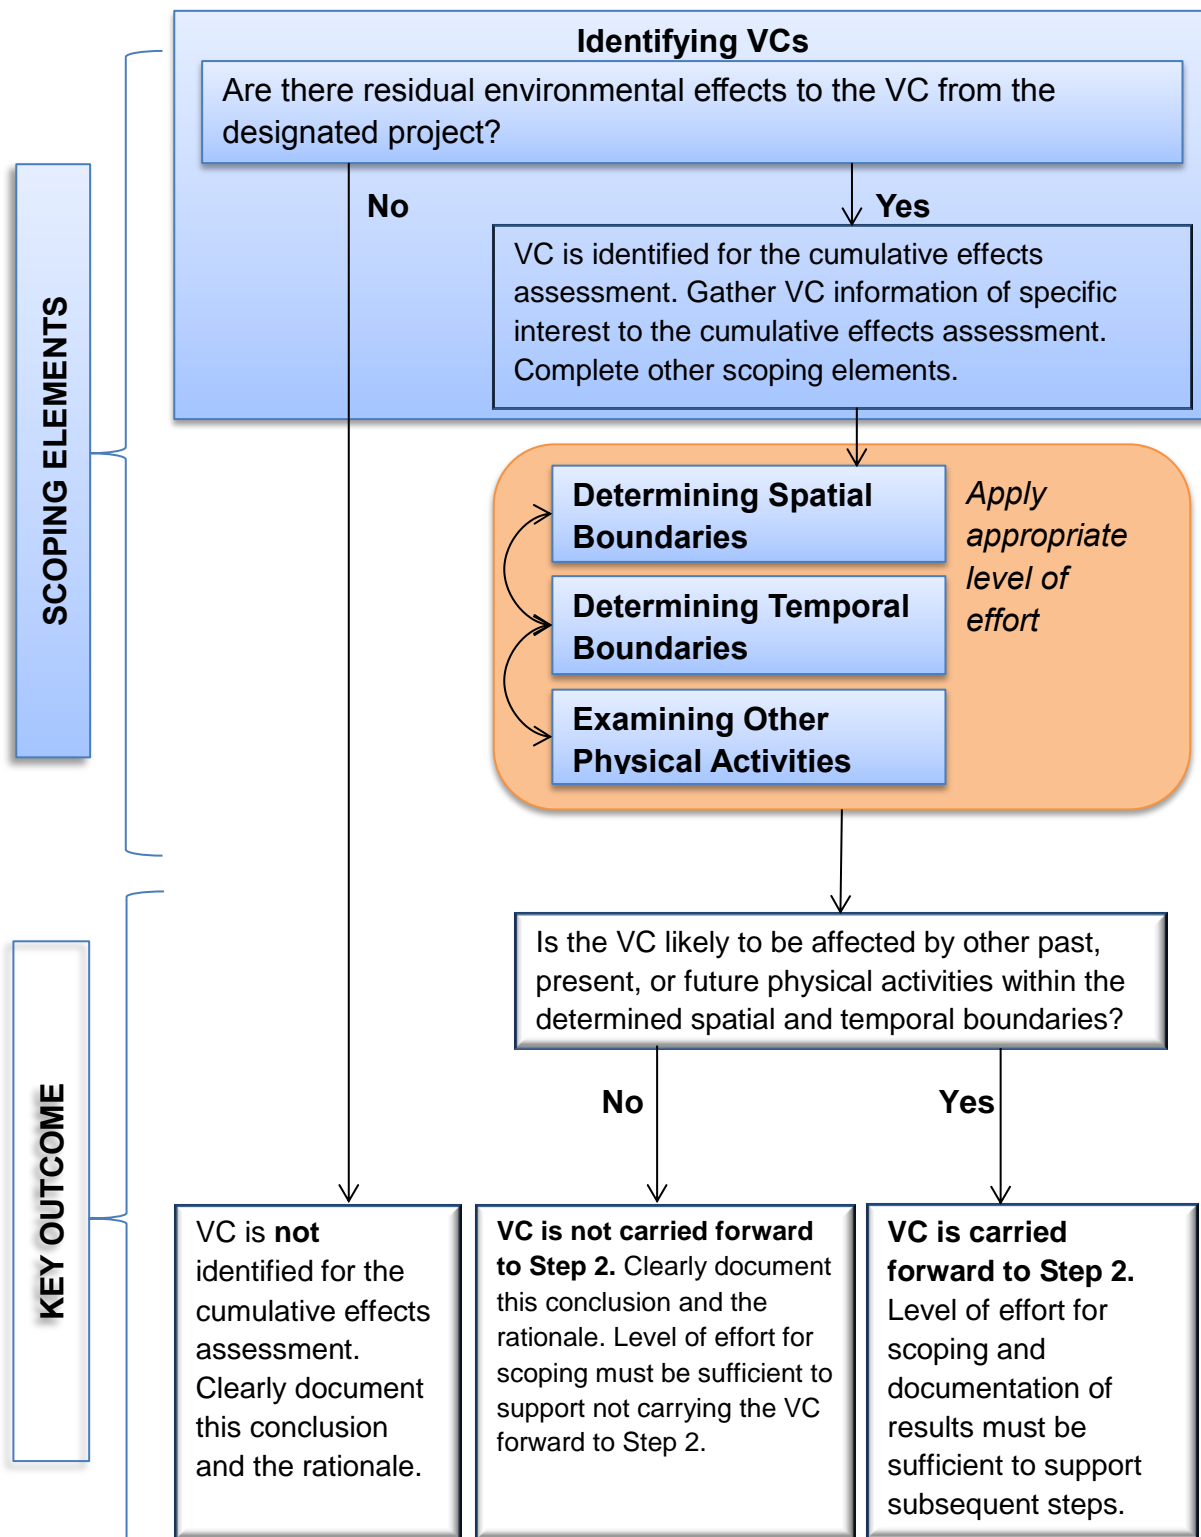 Identifying VCs
Are there residual environmental effects to the VC from the
designated project?
No
Yes
VC is identified for the cumulative effects
assessment. Gather VC information of specific
interest to the cumulative effects assessment.
Complete other scoping elements.
SCOPING ELEMENTS
Determining Spatial
Boundaries
Determining Temporal
Boundaries
Examining Other
Physical Activities
Apply
appropriate
level of
effort
Is the VC likely to be affected by other past,
present, or future physical activities within the
determined spatial and temporal boundaries?
No
Yes
KEY OUTCOME
VC is not
identified for the
cumulative effects
assessment.
Clearly document
this conclusion
and the rationale.
VC is not carried forward
to Step 2. Clearly document
this conclusion and the
rationale. Level of effort for
scoping must be sufficient to
support not carrying the VC
forward to Step 2.
VC is carried
forward to Step 2.
Level of effort for
scoping and
documentation of
results must be
sufficient to support
subsequent steps.